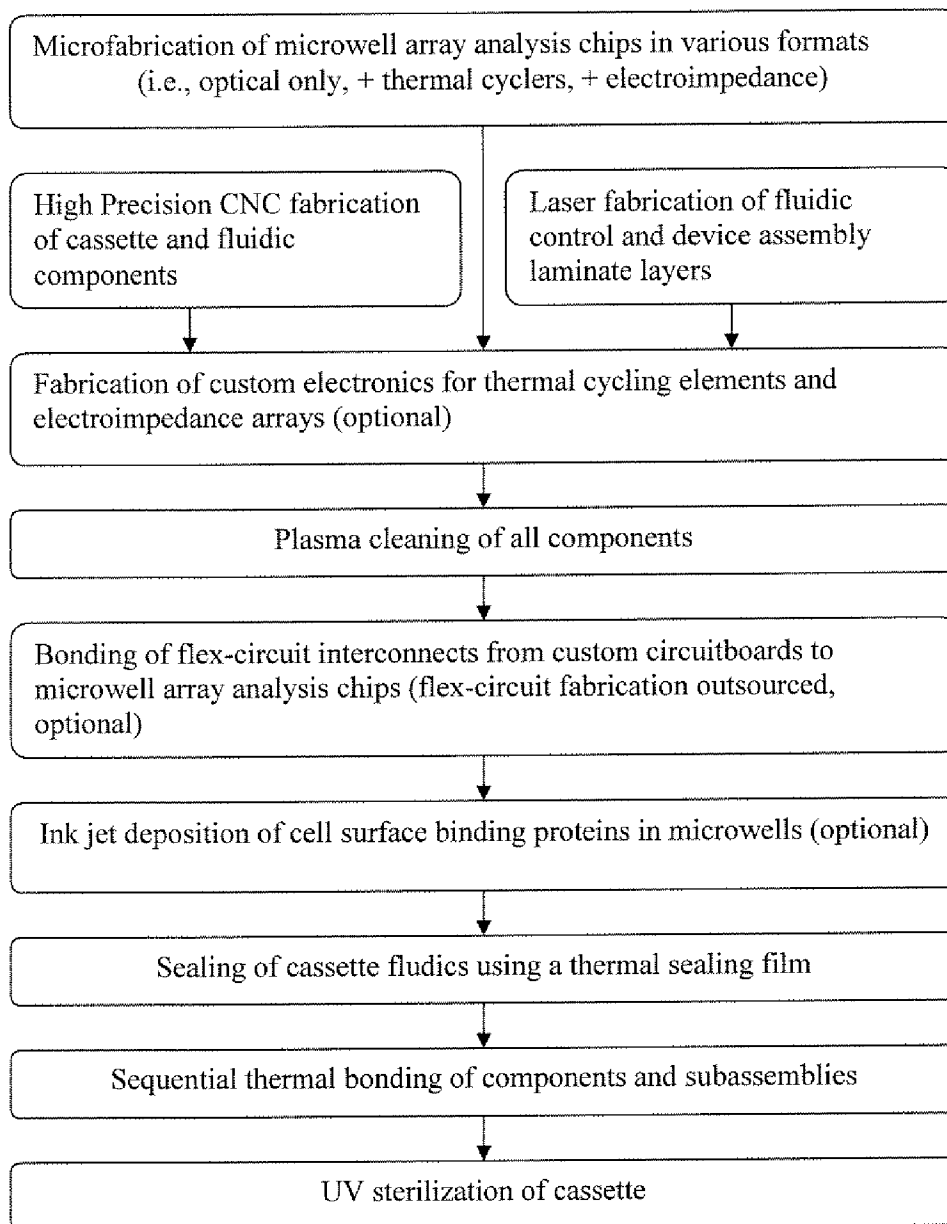 Microfabrication of microwell array analysis chips in various formats
(i.e., optical only, + thermal cyclers, + electroimpedance)
High Precision CNC fabrication
of cassette and fluidic
components
Laser fabrication of fluidic
control and device assembly
laminate layers
Fabrication of custom electronics for thermal cycling elements and
electroimpedance arrays (optional)
Plasma cleaning of all components
Bonding of flex-circuit interconnects from custom circuitboards to
microwell array analysis chips (flex-circuit fabrication outsourced,
optional)
Ink jet deposition of cell surface binding proteins in microwells (optional)
Sealing of cassette fludics using a thermal sealing film
Sequential thermal bonding of components and subassemblies
UV sterilization of cassette